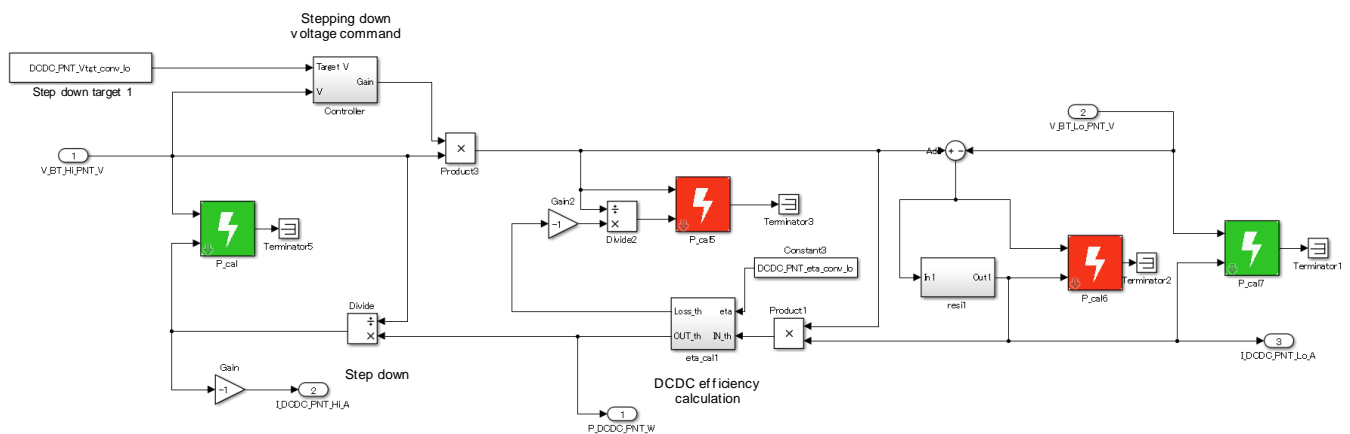 Stepping down
voltage command
DCDC_PNT_Vtgt_conv_lo
Step down target 1
Target V
V
Gain
Controller
1
V_BT_Hi_PNT_V
×
Product3
2
V_BT_Lo_PNT_V
+ -
P_cal
Terminator5
Gain2
-1
÷
×
Divide2
P_cal5
Terminator3
Constant3
DCDC_PNT_eta_conv_lo
In1
Out1
resi1
P_cal6
Terminator2
P_cal7
Terminator1
Divide
÷
×
Loss_th
eta
OUT_th
IN_th
eta_cal1
Product1
×
3
I_DCDC_PNT_Lo_A
Gain
-1
2
I_DCDC_PNT_Hi_A
Step down
DCDC efficiency
calculation
1
P_DCDC_PNT_W